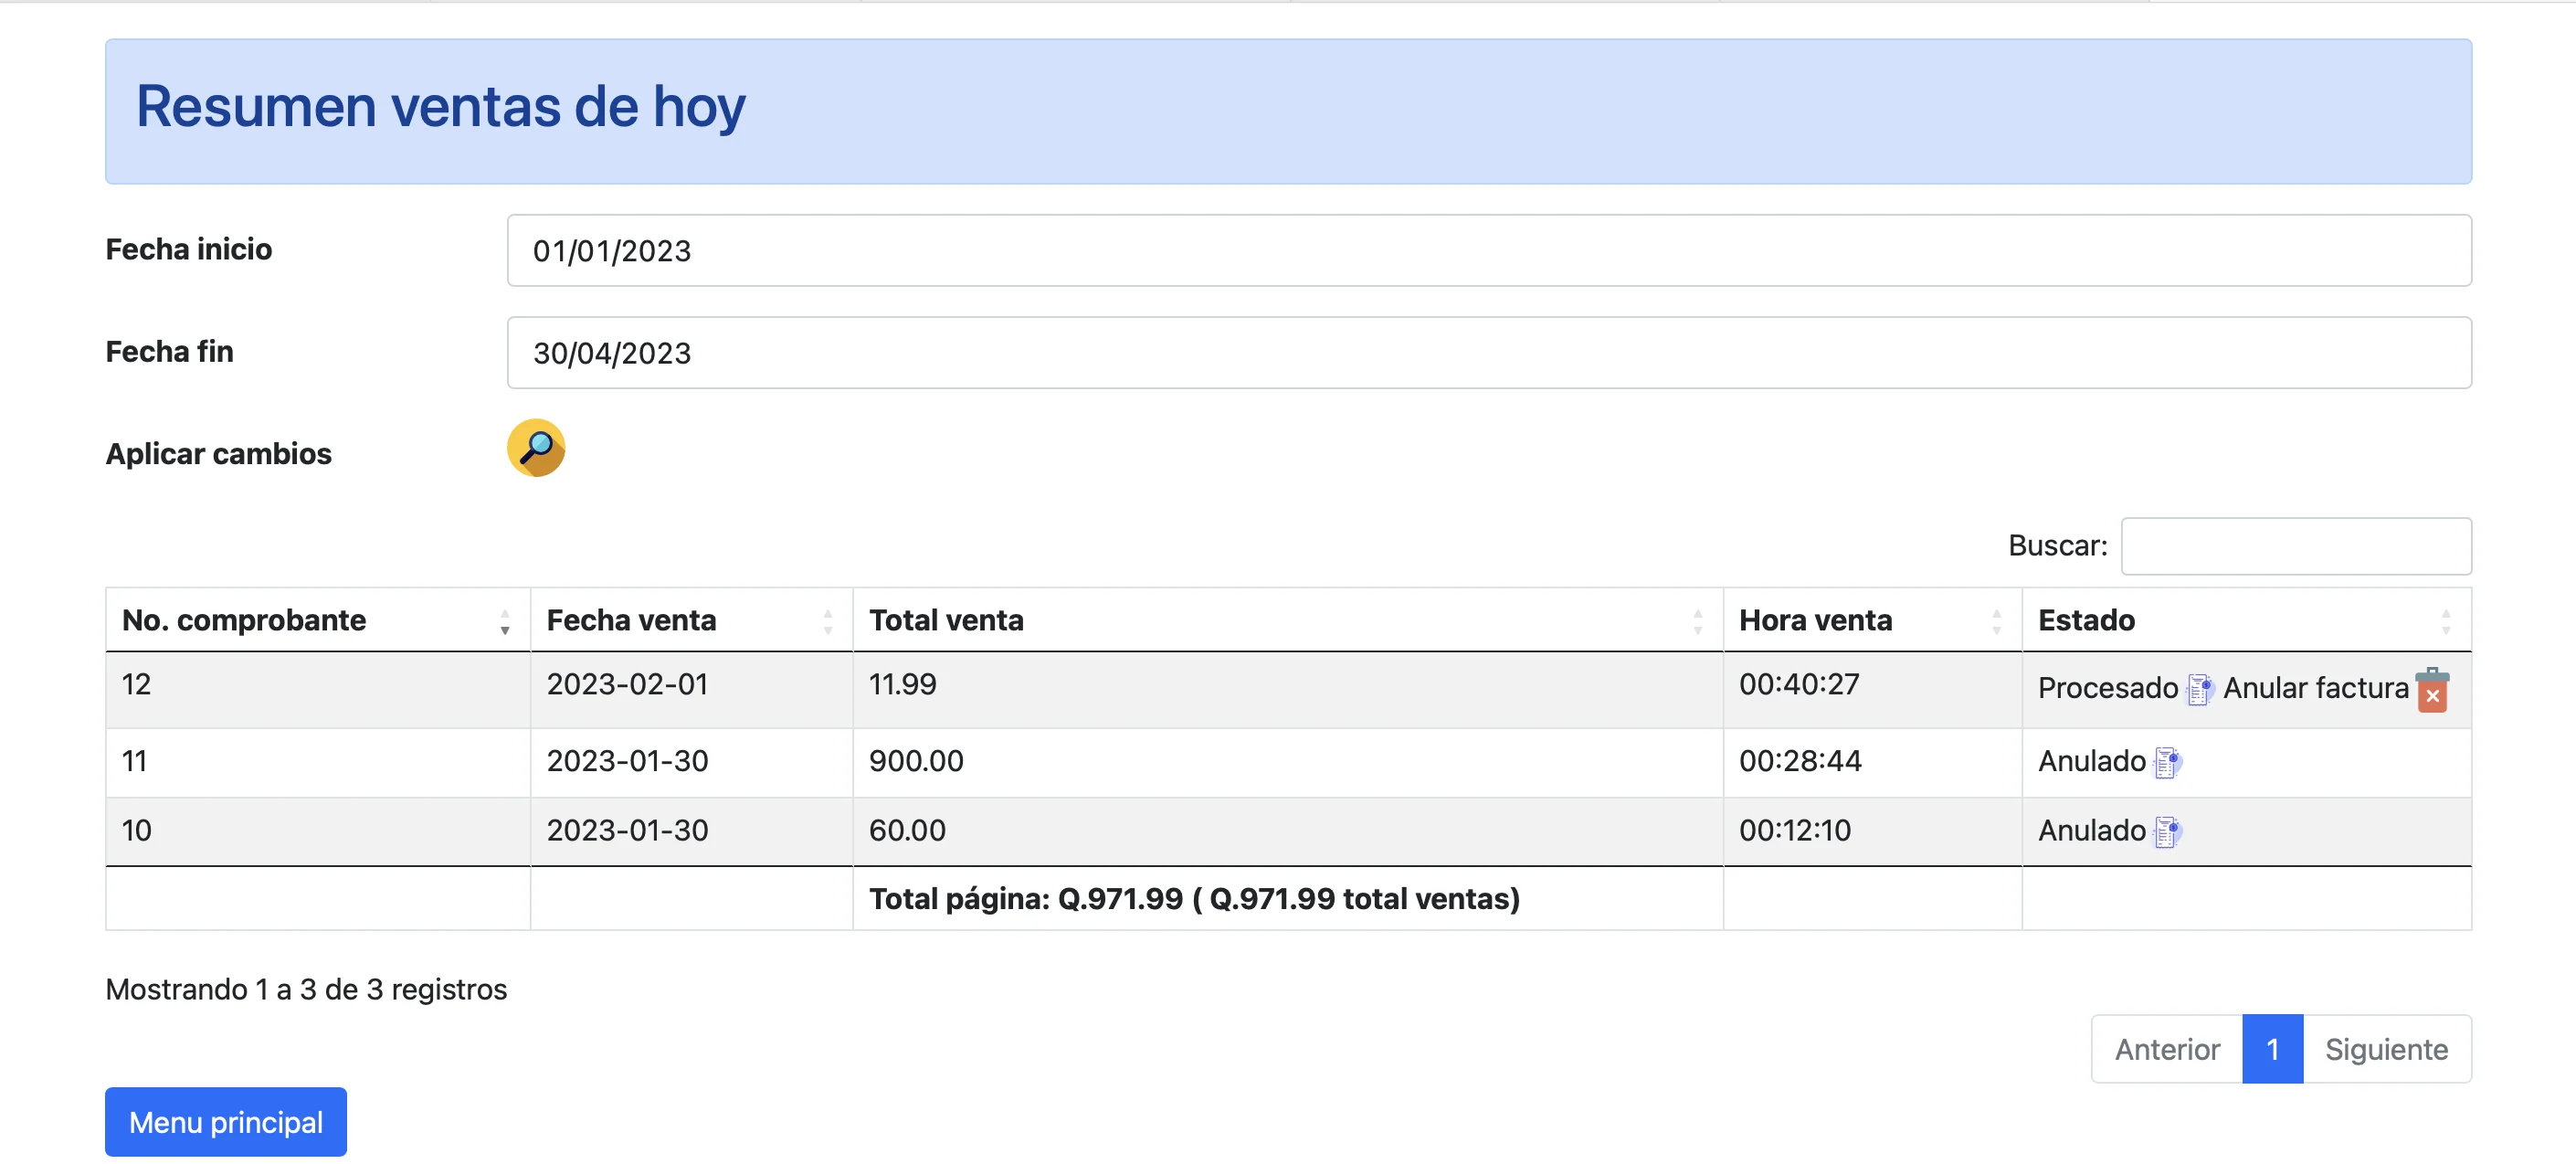 Resumen ventas de hoy
Fecha inicio 01/01/2023
Fecha fin 30/04/2023
Aplicar cambios
Buscar:
No. comprobante Fecha venta Total venta Hora venta Estado
12 2023-02-01 11.99 00:40:27 Procesado Anular factura
11 2023-01-30 900.00 00:28:44 Anulado
10 2023-01-30 60.00 00:12:10 Anulado
Total página: Q.971.99 ( Q.971.99 total ventas)
Mostrando 1 a 3 de 3 registros
Anterior 1 Siguiente
Menu principal